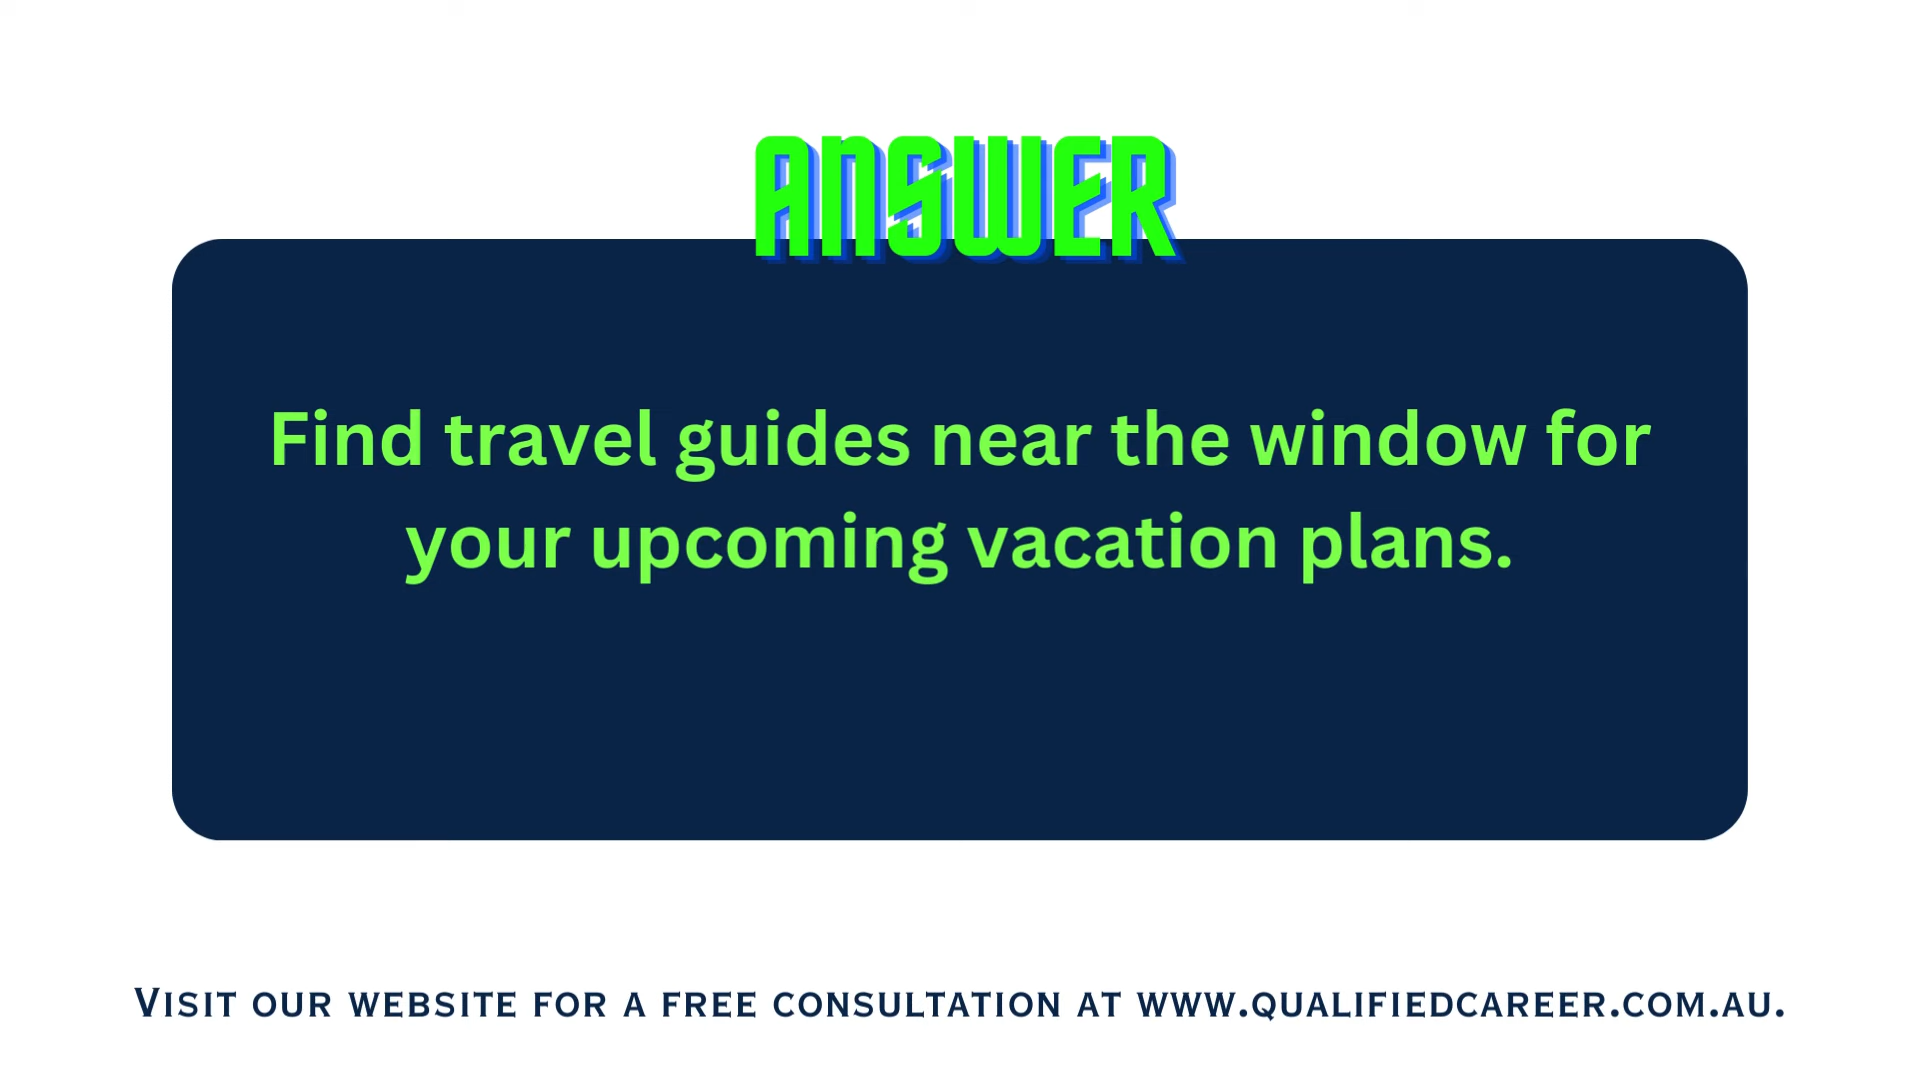 ANSWER
Find travel guides near the window for
your upcoming vacation plans.
Visit our website for a free consultation at www.qualifiedcareer.com.au.